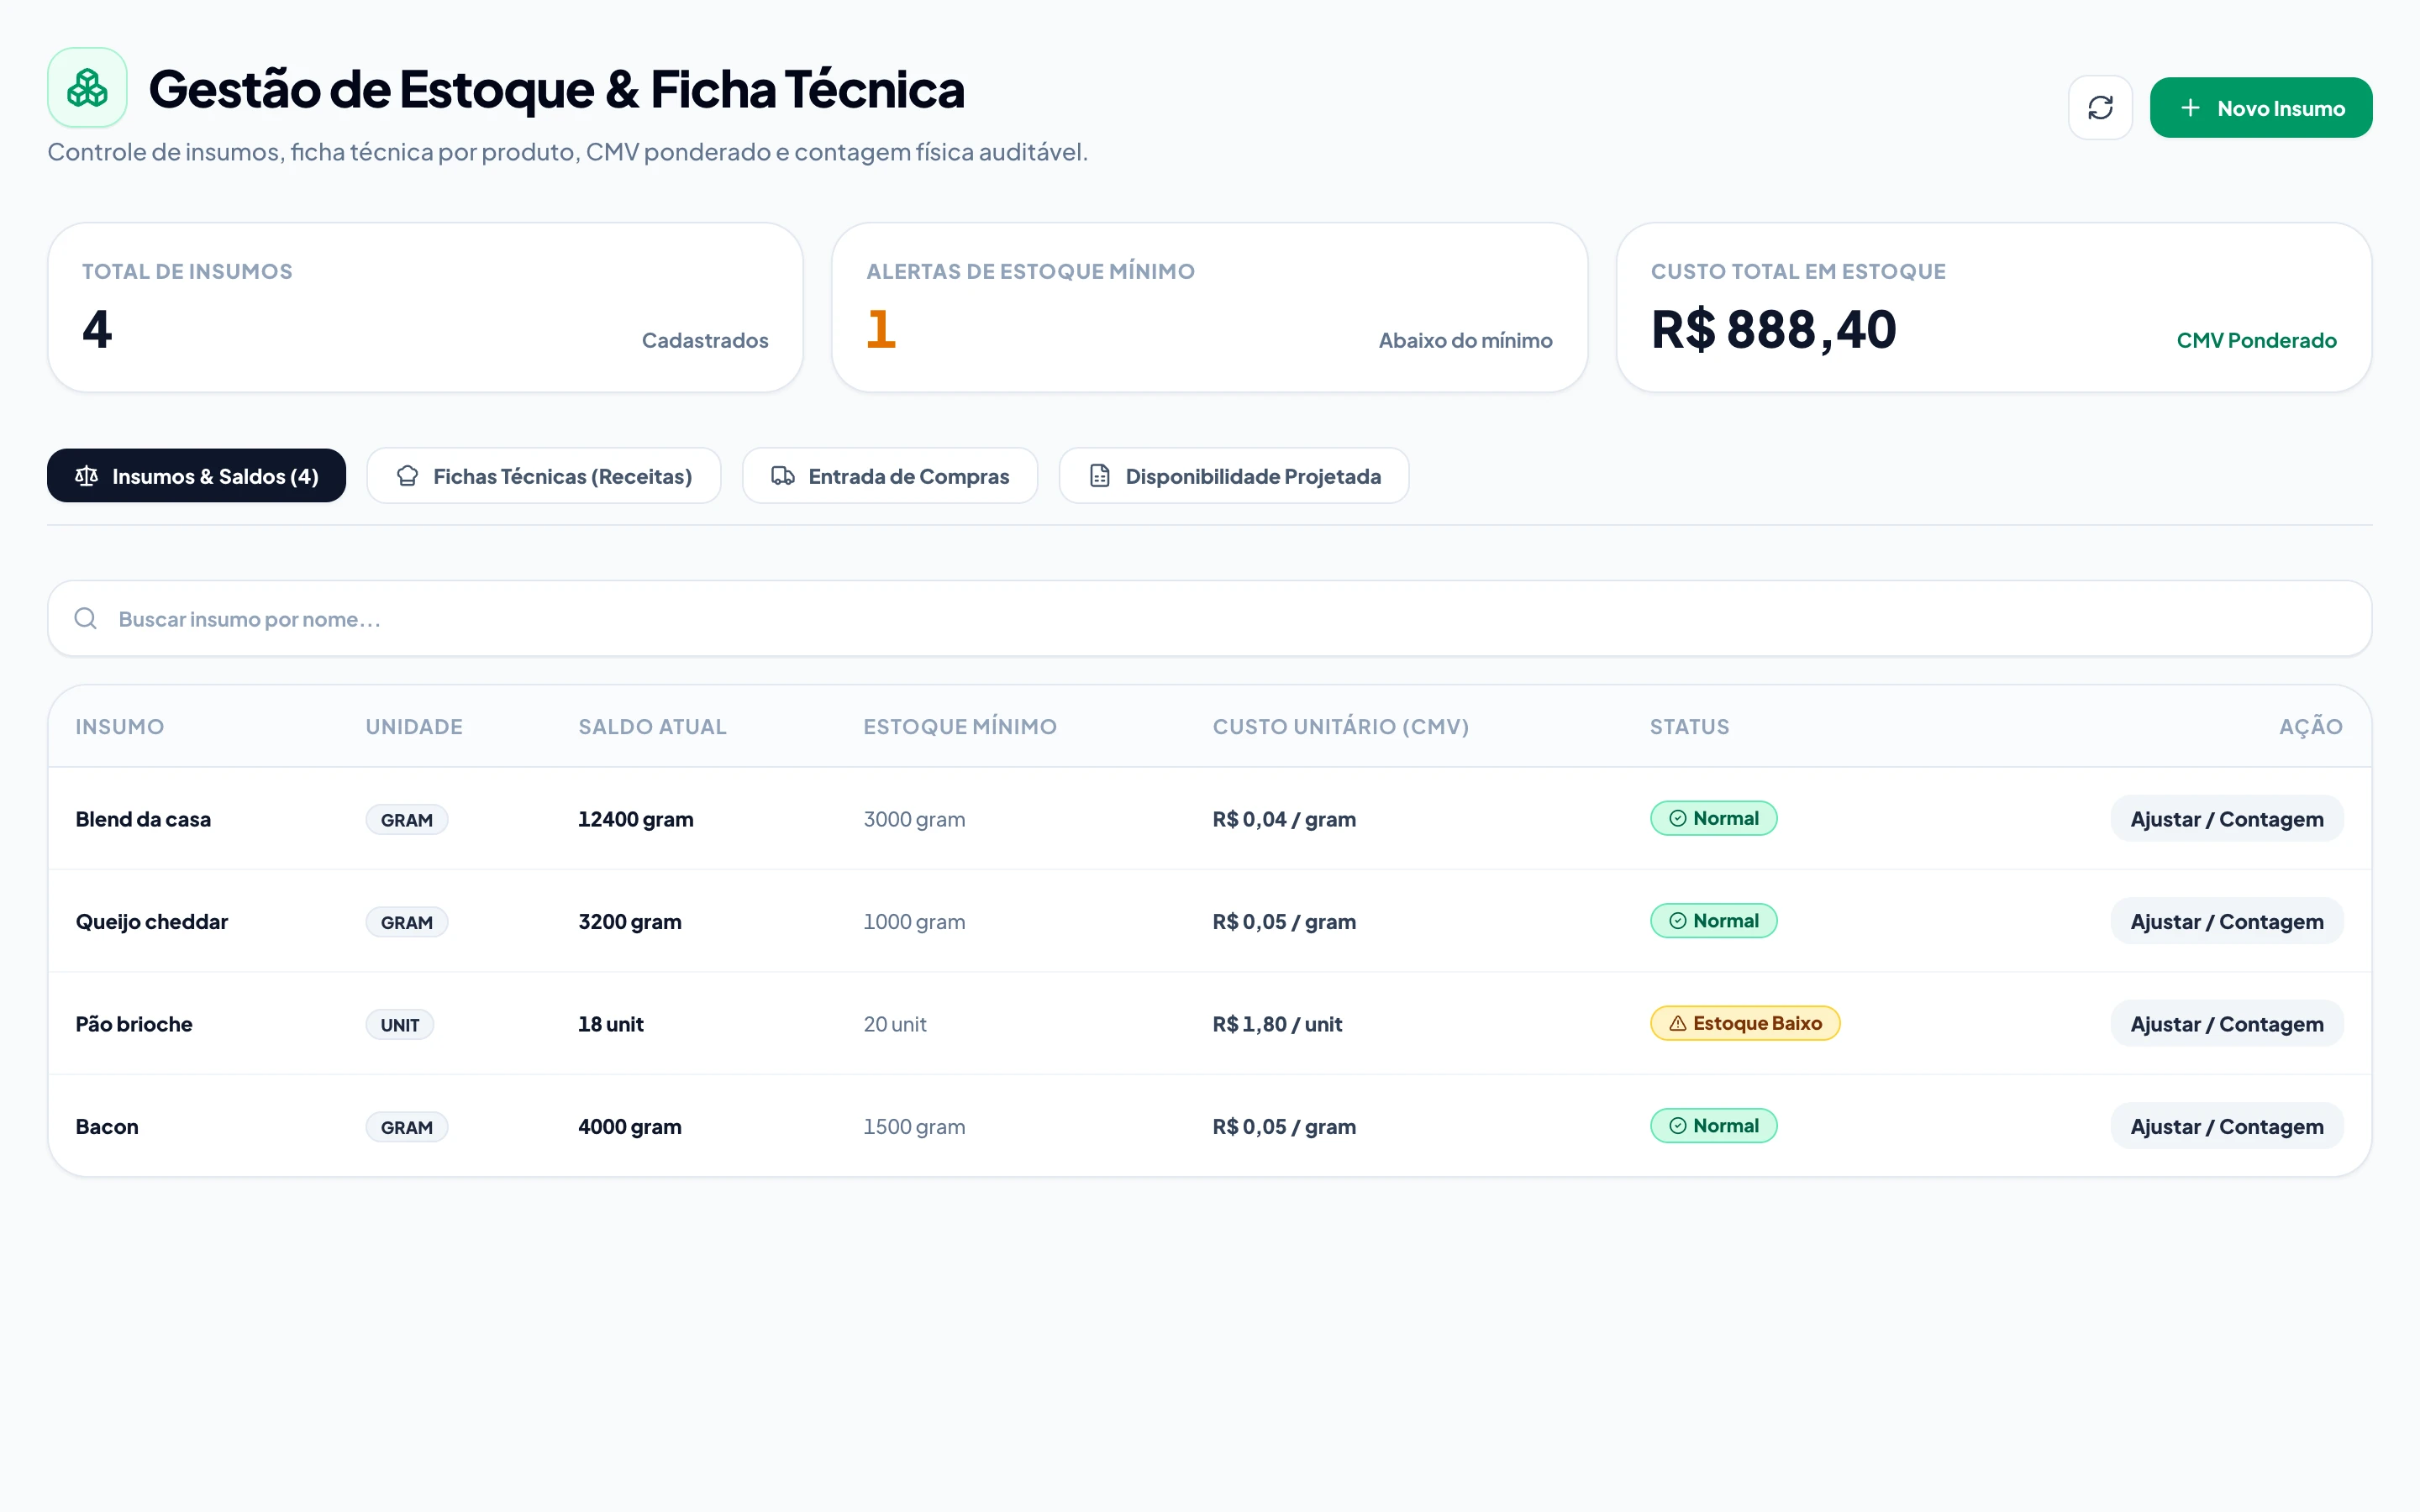 Gestão de Estoque & Ficha Técnica
Controle de insumos, ficha técnica por produto, CMV ponderado e contagem física auditável.
Novo Insumo
TOTAL DE INSUMOS
4
Cadastrados
ALERTAS DE ESTOQUE MÍNIMO
1
Abaixo do mínimo
CUSTO TOTAL EM ESTOQUE
R$ 888,40
CMV Ponderado
Insumos & Saldos (4)
Fichas Técnicas (Receitas)
Entrada de Compras
Disponibilidade Projetada
Buscar insumo por nome...
INSUMO UNIDADE SALDO ATUAL ESTOQUE MÍNIMO CUSTO UNITÁRIO (CMV) STATUS AÇÃO
Blend da casa GRAM 12400 gram 3000 gram R$ 0,04 / gram Normal Ajustar / Contagem
Queijo cheddar GRAM 3200 gram 1000 gram R$ 0,05 / gram Normal Ajustar / Contagem
Pão brioche UNIT 18 unit 20 unit R$ 1,80 / unit Estoque Baixo Ajustar / Contagem
Bacon GRAM 4000 gram 1500 gram R$ 0,05 / gram Normal Ajustar / Contagem